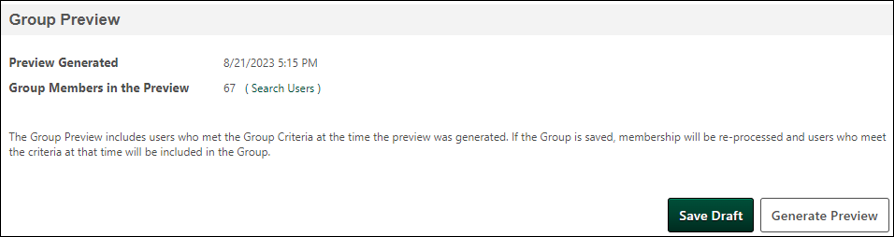 Group Preview
Preview Generated 8/21/2023 5:15 PM
Group Members in the Preview 67 ( Search Users )
The Group Preview includes users who met the Group Criteria at the time the preview was generated. If the Group is saved, membership will be re-processed and users who meet
the criteria at that time will be included in the Group.
Save Draft Generate Preview